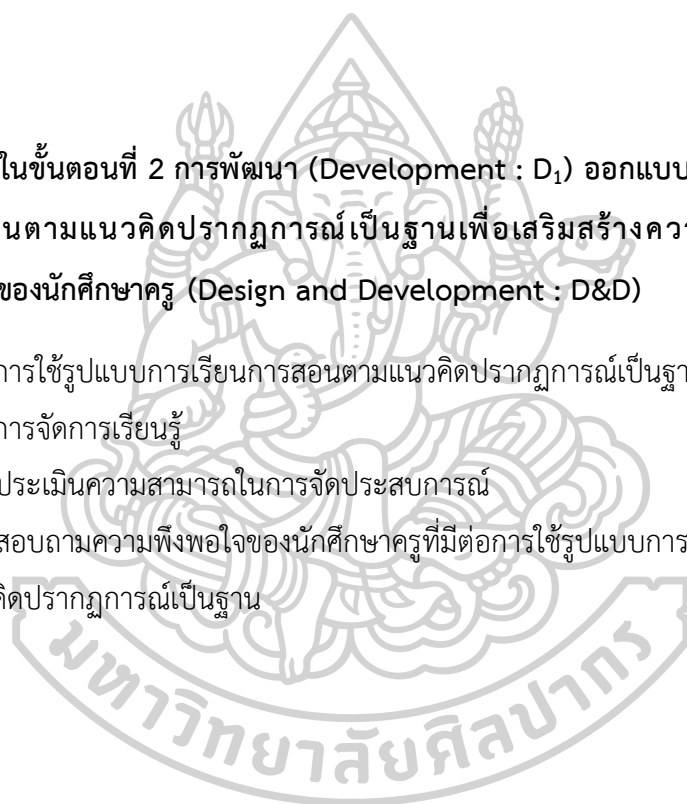 ในขั้นตอนที่ 2 การพัฒนา (Development : D₁) ออกแบบ
นตามแนวคิดปรากฏการณ์เป็นฐานเพื่อเสริมสร้างควา
ของนักศึกษาครู (Design and Development : D&D)
การใช้รูปแบบการเรียนการสอนตามแนวคิดปรากฏการณ์เป็นฐา
การจัดการเรียนรู้
ประเมินความสามารถในการจัดประสบการณ์
สอบถามความพึงพอใจของนักศึกษาครูที่มีต่อการใช้รูปแบบการ
คิดปรากฏการณ์เป็นฐาน
มหาวิทยาลัยศิลปากร